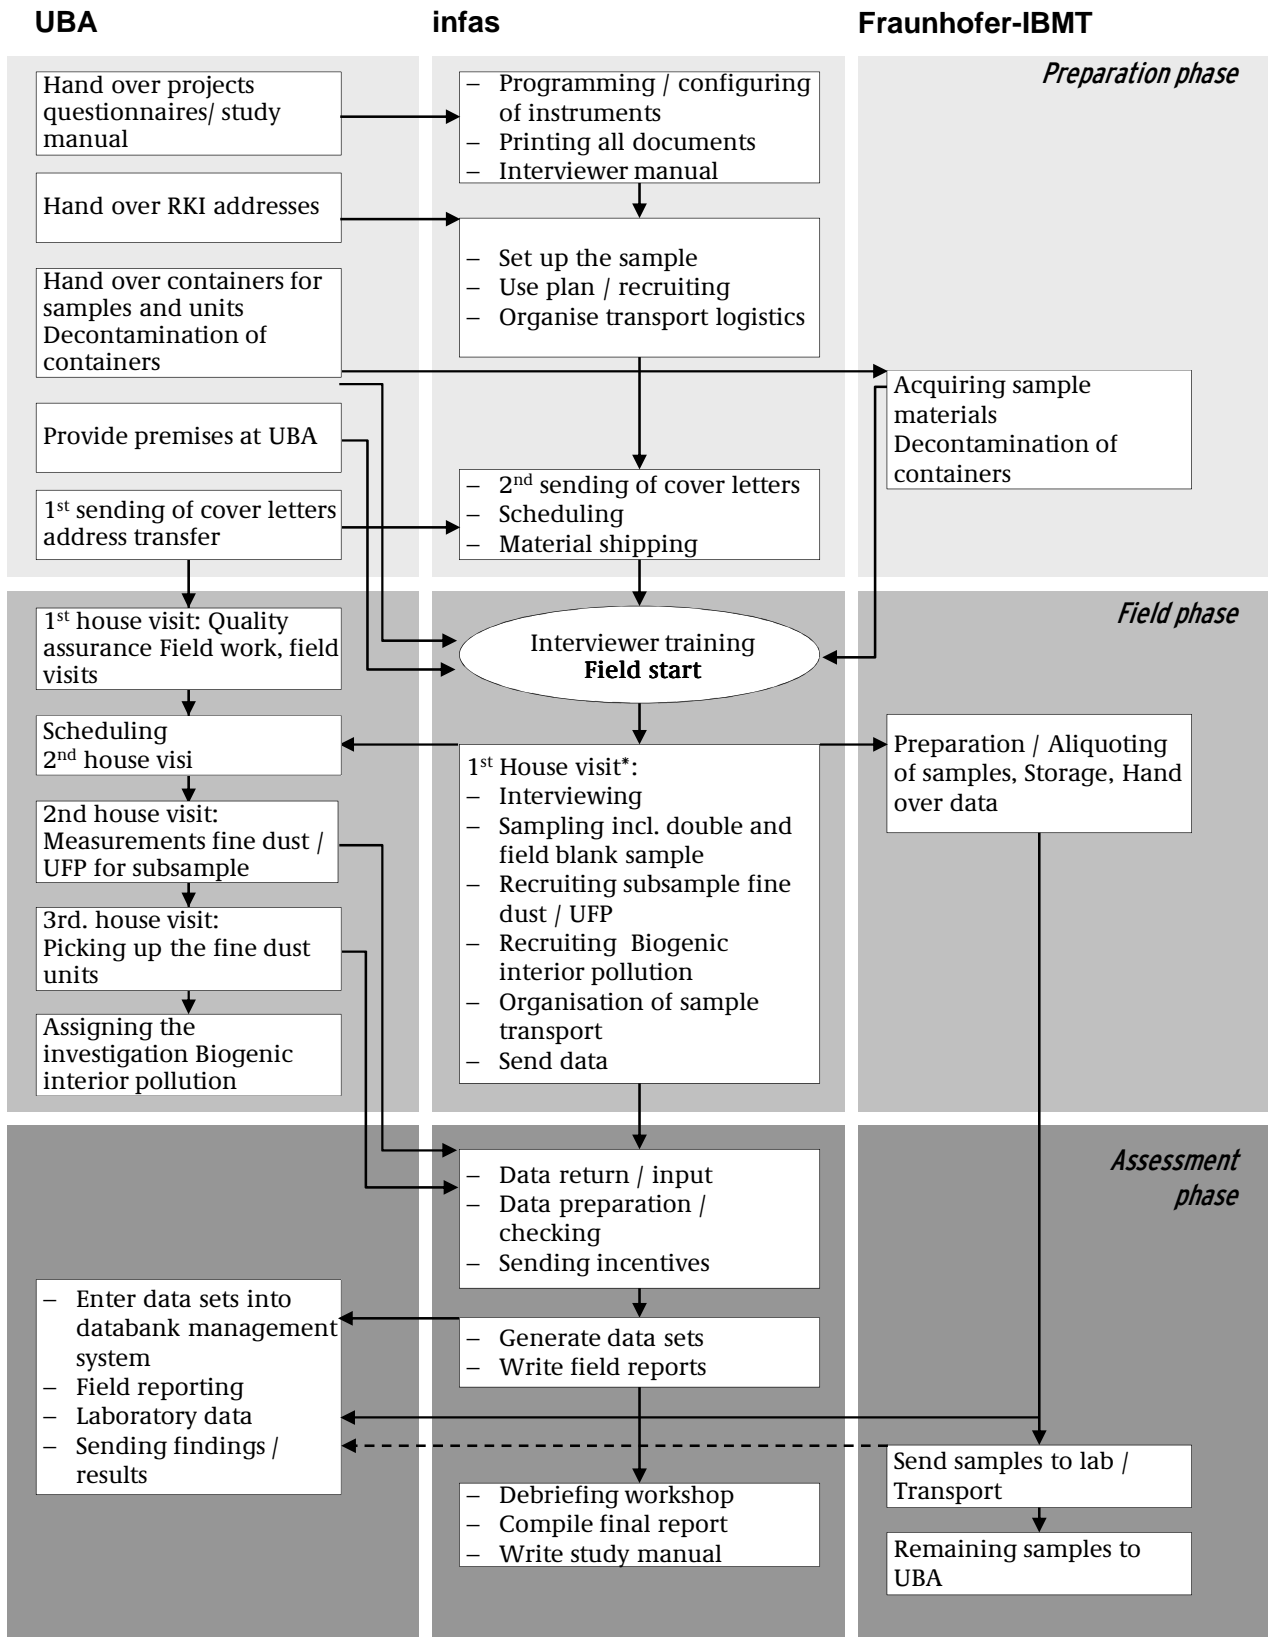 UBA
infas
Fraunhofer-IBMT
Preparation phase
Hand over projects
questionnaires/ study
manual
– Programming / configuring
of instruments
– Printing all documents
– Interviewer manual
Hand over RKI addresses
– Set up the sample
– Use plan / recruiting
– Organise transport logistics
Hand over containers for
samples and units
Decontamination of
containers
Acquiring sample
materials
Decontamination of
containers
Provide premises at UBA
1st sending of cover letters
address transfer
– 2nd sending of cover letters
– Scheduling
– Material shipping
Field phase
1st house visit: Quality
assurance Field work, field
visits
Interviewer training
Field start
Scheduling
2nd house visi
1st House visit*:
– Interviewing
– Sampling incl. double and
field blank sample
– Recruiting subsample fine
dust / UFP
– Recruiting Biogenic
interior pollution
– Organisation of sample
transport
– Send data
Preparation / Aliquoting
of samples, Storage, Hand
over data
2nd house visit:
Measurements fine dust /
UFP for subsample
3rd. house visit:
Picking up the fine dust
units
Assigning the
investigation Biogenic
interior pollution
Assessment
phase
– Data return / input
– Data preparation /
checking
– Sending incentives
– Enter data sets into
databank management
system
– Field reporting
– Laboratory data
– Sending findings /
results
– Generate data sets
– Write field reports
– Debriefing workshop
– Compile final report
– Write study manual
Send samples to lab /
Transport
Remaining samples to
UBA